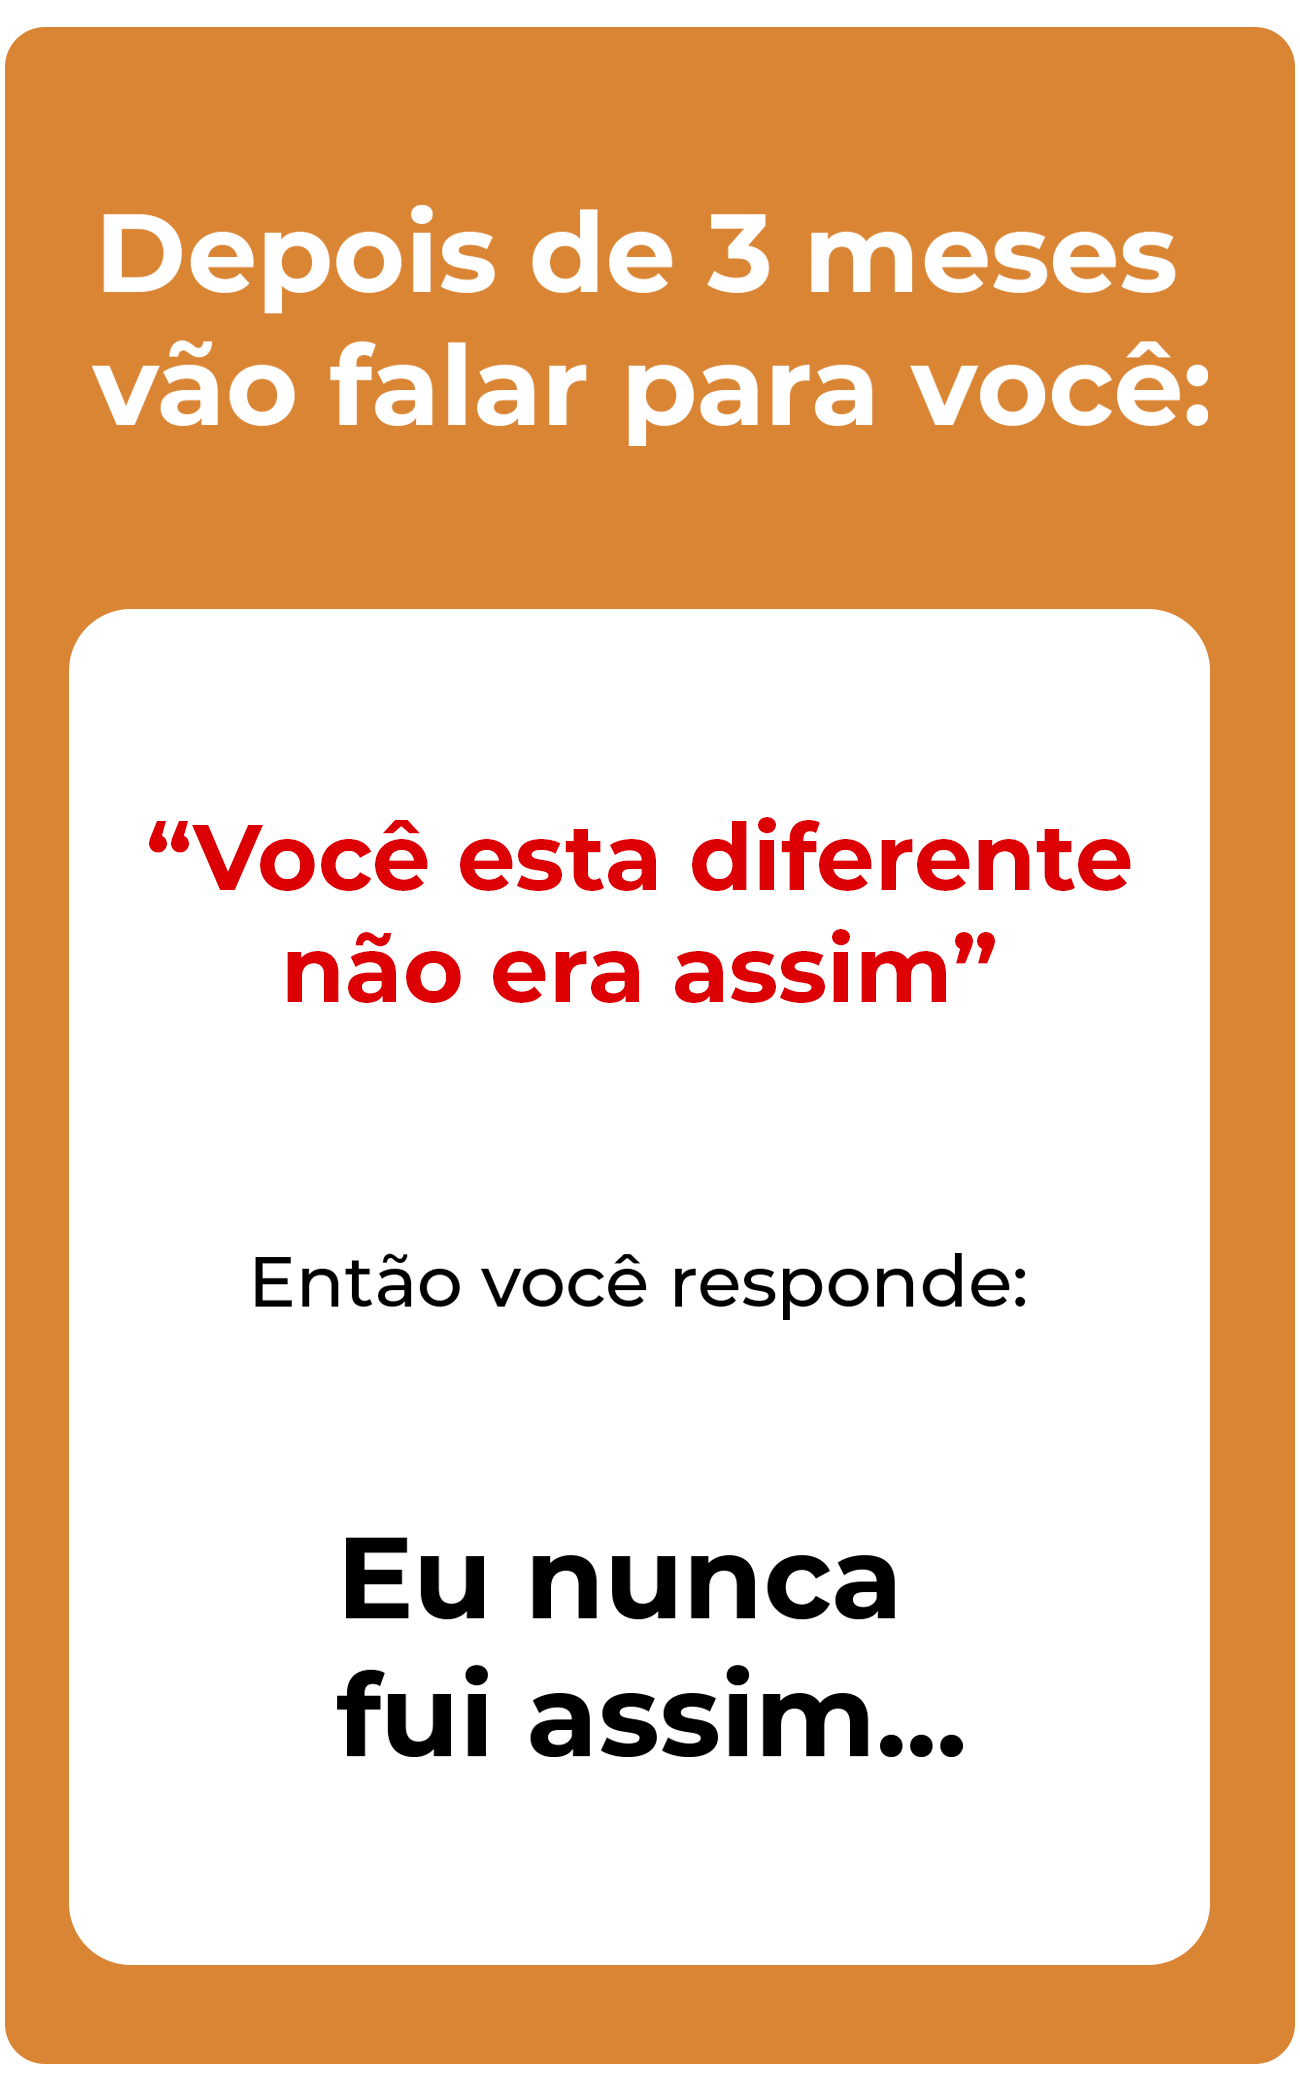 Depois de 3 meses
vão falar para você:
“Você esta diferente
não era assim”
Então você responde:
Eu nunca
fui assim...